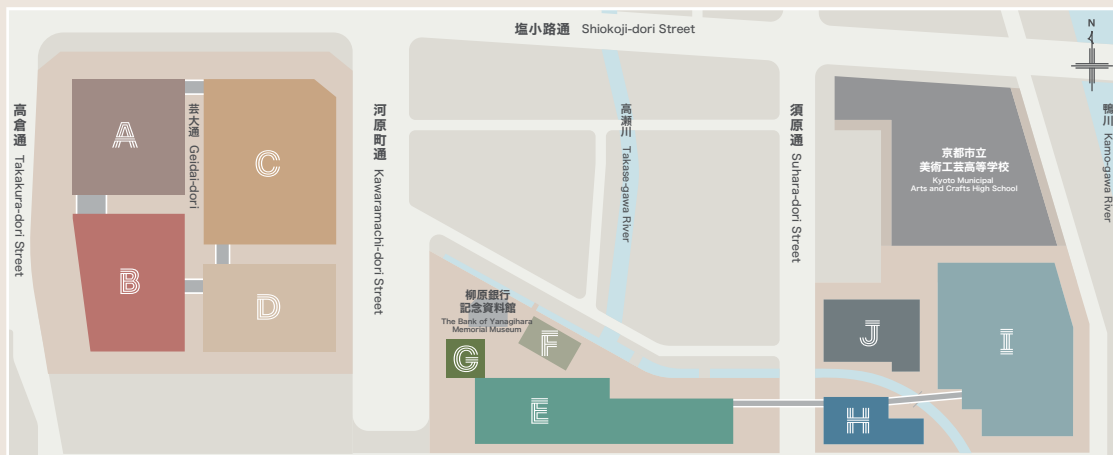 塩小路通 Shiokoji-dori Street
N
高倉通 Takakura-dori Street
芸大通 Geidai-dori
河原町通 Kawaramachi-dori Street
高瀬川 Takase-gawa River
須原通 Suhara-dori Street
鴨川 Kamo-gawa River
京都市立
美術工芸高等学校
Kyoto Municipal
Arts and Crafts High School
A
C
B
D
柳原銀行
記念資料館
The Bank of Yanagihara
Memorial Museum
G
F
E
J
I
H